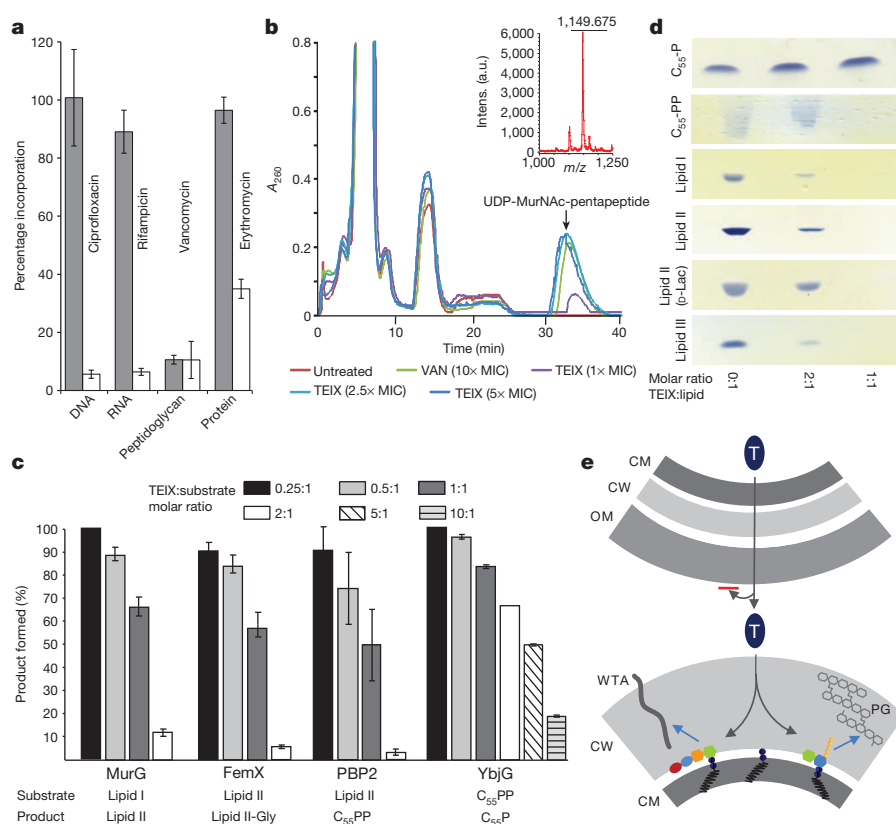 a
120
100
80
60
40
20
0
Percentage incorporation
Ciprofloxacin
Rifampicin
Vancomycin
Erythromycin
DNA
RNA
Peptidoglycan
Protein
b
0.8
0.6
0.4
0.2
0
A260
0 10 20 30 40
Time (min)
1,149.675
6,000
5,000
4,000
3,000
2,000
1,000
0
Intens. (a.u.)
1,000 m/z 1,250
UDP-MurNAc-pentapeptide
Untreated VAN (10× MIC) TEIX (1× MIC)
TEIX (2.5× MIC) TEIX (5× MIC)
c
TEIX:substrate
molar ratio
0.25:1 0.5:1 1:1
2:1 5:1 10:1
100
90
80
70
60
50
40
30
20
10
Product formed (%)
MurG FemX PBP2 YbjG
Substrate Lipid I Lipid II Lipid II C55PP
Product Lipid II Lipid II-Gly C55PP C55P
d
C55-P
C55-PP
Lipid I
Lipid II
Lipid II
(D-Lac)
Lipid III
Molar ratio
TEIX:lipid
0:1
2:1
1:1
e
CM
CW
OM
T
T
WTA
PG
CW
CM